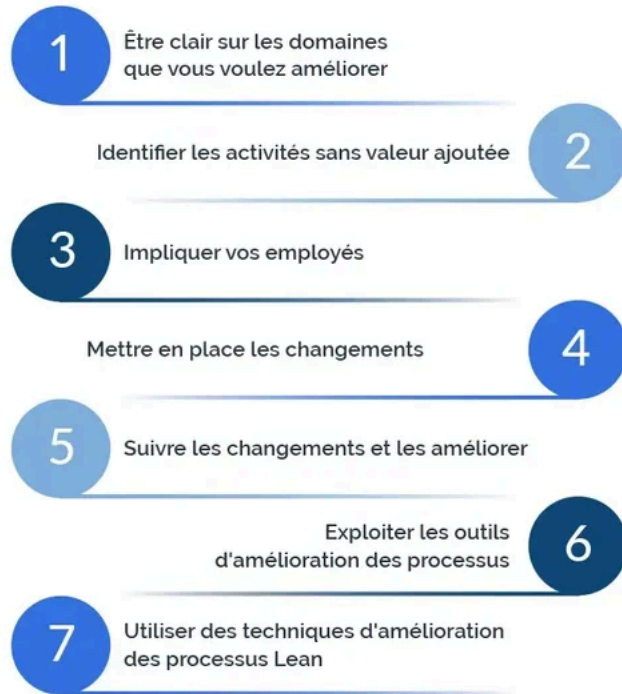 1
Être clair sur les domaines
que vous voulez améliorer
Identifier les activités sans valeur ajoutée
2
3
Impliquer vos employés
Mettre en place les changements
4
5
Suivre les changements et les améliorer
Exploiter les outils
d'amélioration des processus
6
7
Utiliser des techniques d'amélioration
des processus Lean